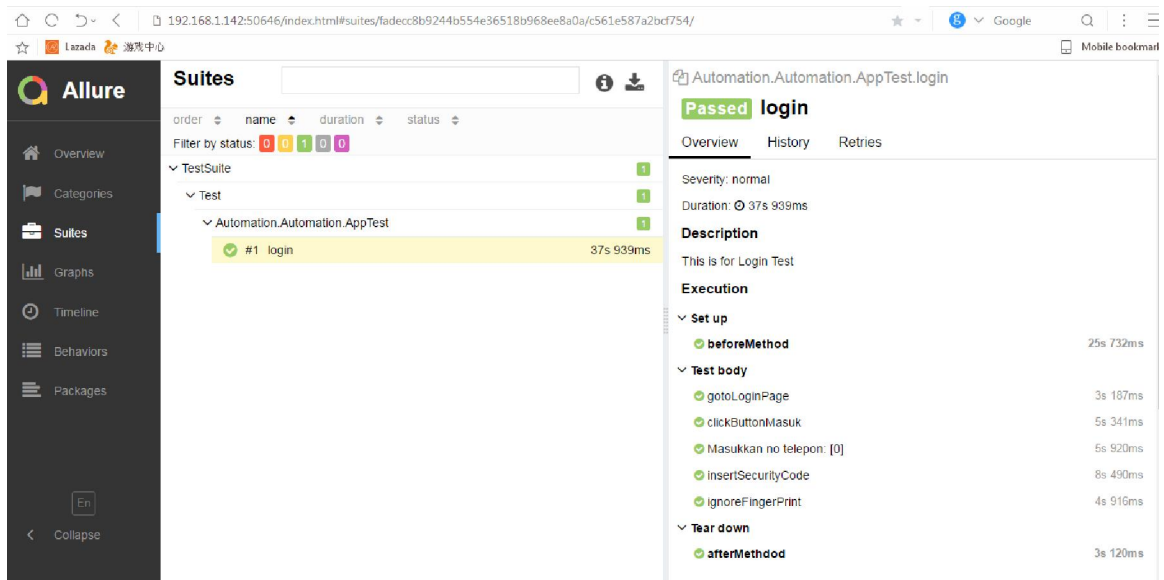 192.168.1.142:50646/index.html#suites/fadecc8b9244b554e36518b968ee8a0a/c561e587a2bcf754/
Google
Lazada 游戏中心
Mobile bookmark
Allure
Overview
Categories
Suites
Graphs
Timeline
Behaviors
Packages
En
Collapse
Suites
order name duration status
Filter by status: 0 0 1 0 0
TestSuite 1
Test 1
Automation.Automation.AppTest 1
#1 login 37s 939ms
Automation.Automation.AppTest.login
Passed login
Overview History Retries
Severity: normal
Duration: 37s 939ms
Description
This is for Login Test
Execution
Set up
beforeMethod 25s 732ms
Test body
gotoLoginPage 3s 187ms
clickButtonMasuk 5s 341ms
Masukkan no telepon: [0] 5s 920ms
insertSecurityCode 8s 490ms
ignoreFingerPrint 4s 916ms
Tear down
afterMethdod 3s 120ms